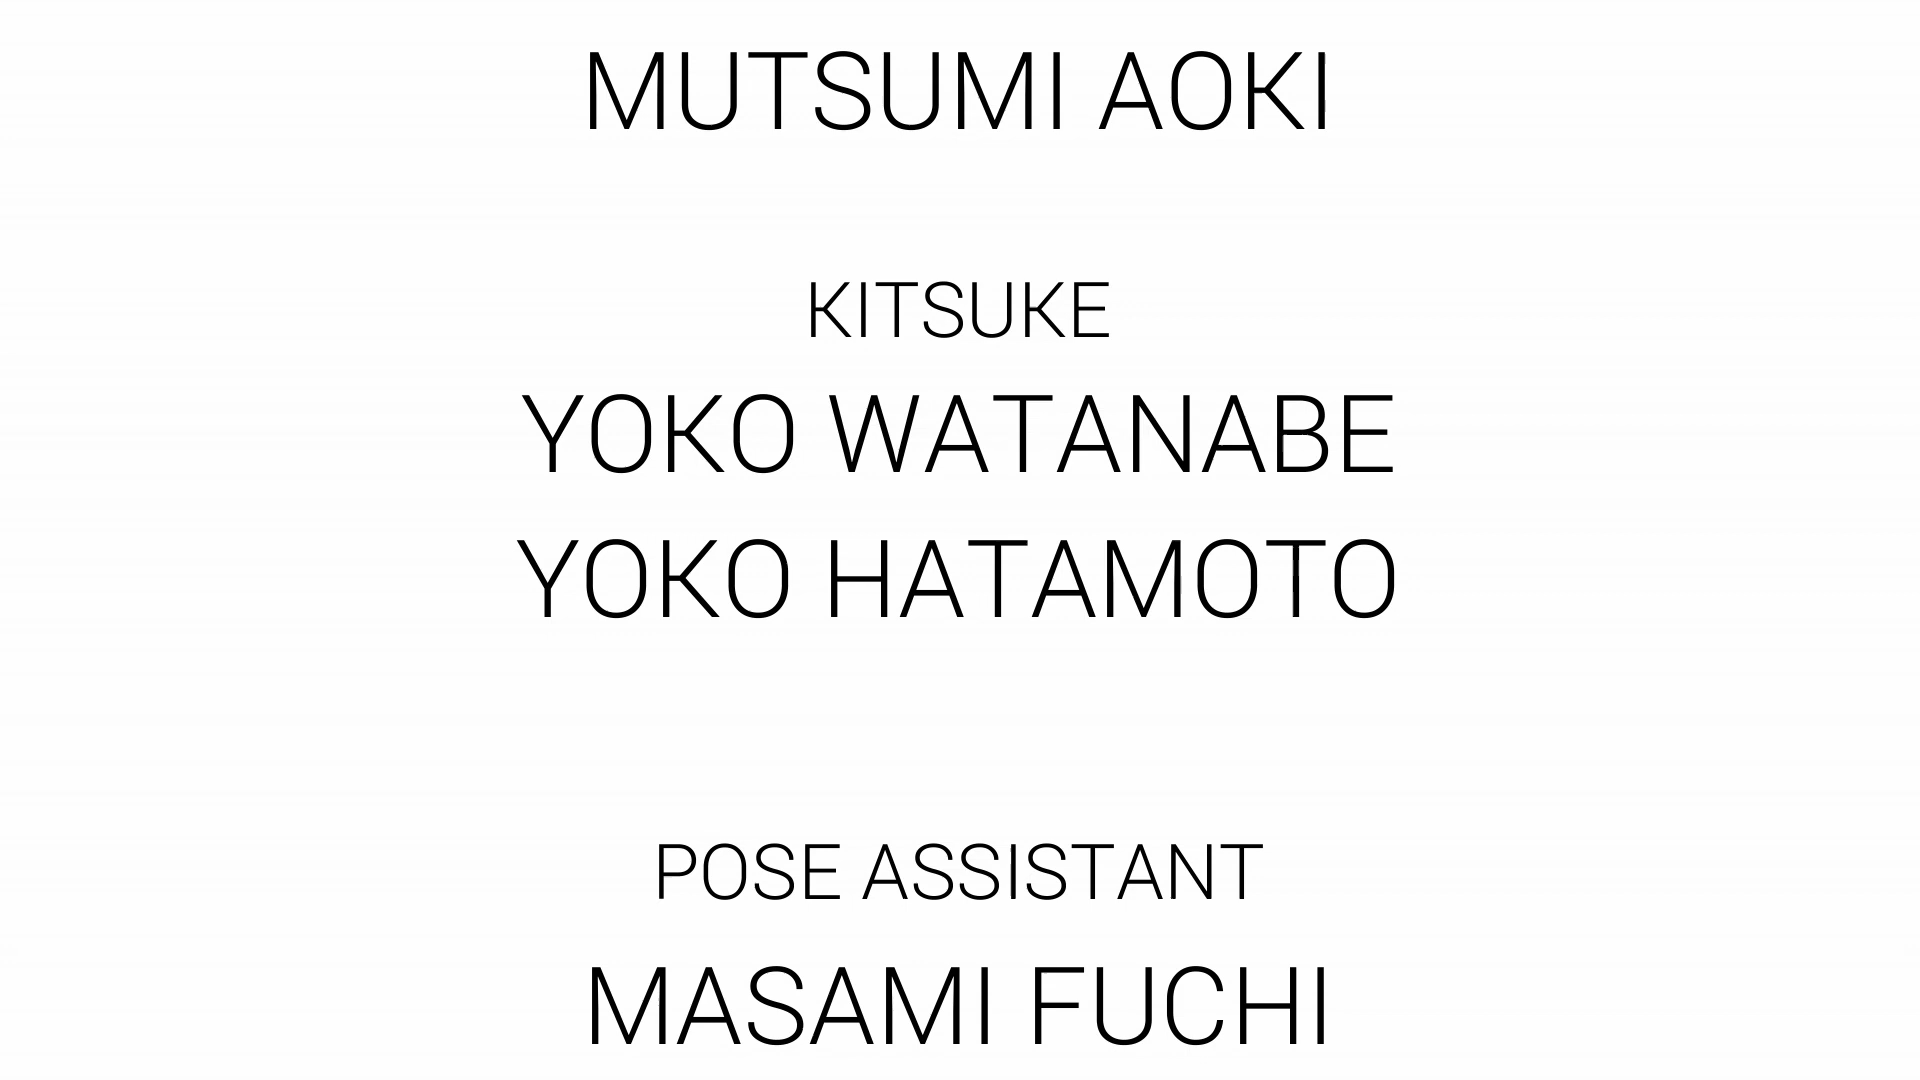 MUTSUMI AOKI
KITSUKE
YOKO WATANABE
YOKO HATAMOTO
POSE ASSISTANT
MASAMI FUCHI